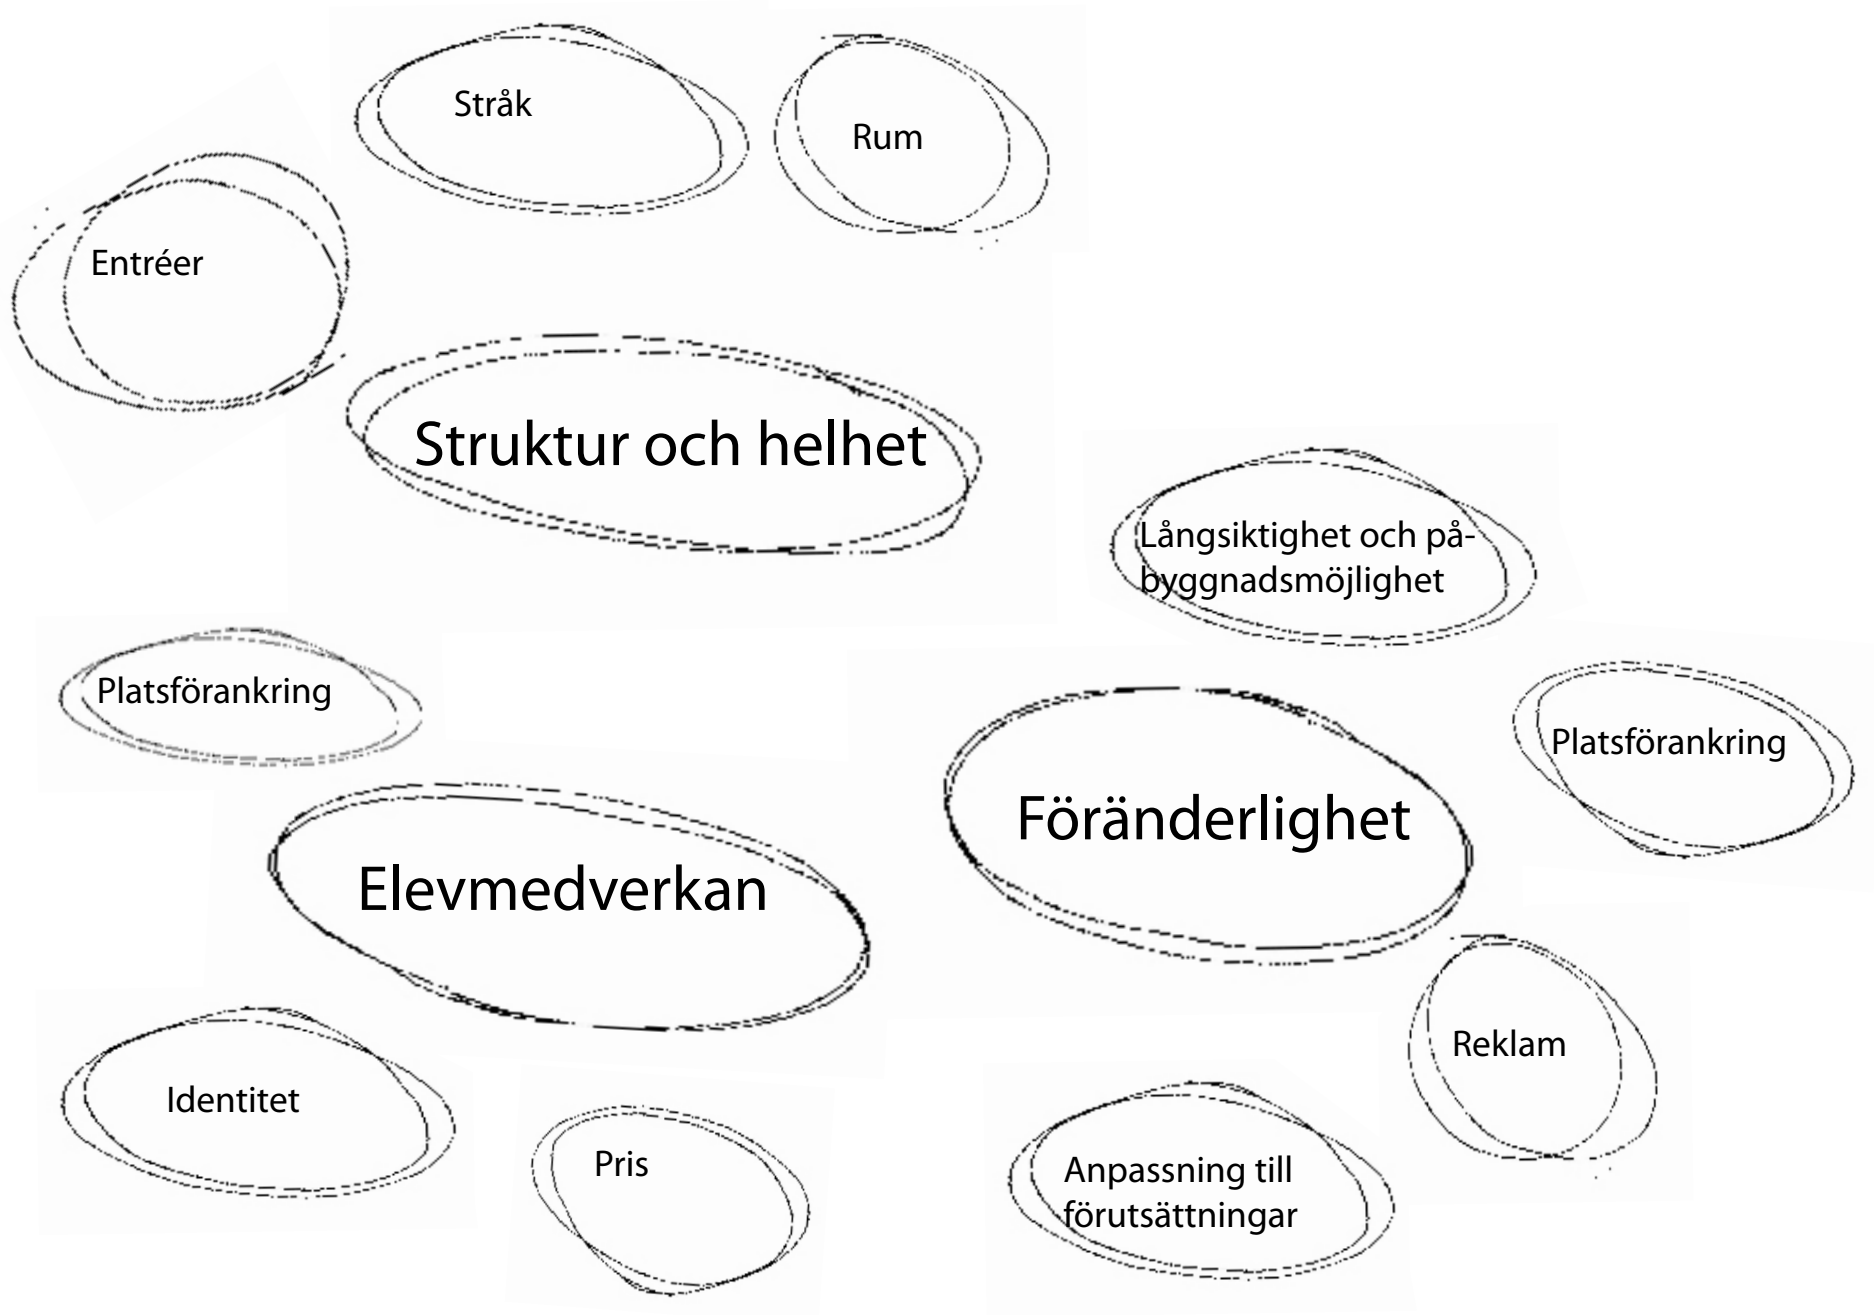 Stråk
Rum
Entréer
Struktur och helhet
Långsiktighet och på-
byggnadsmöjlighet
Platsförankring
Platsförankring
Föränderlighet
Elevmedverkan
Reklam
Identitet
Pris
Anpassning till
förutsättningar